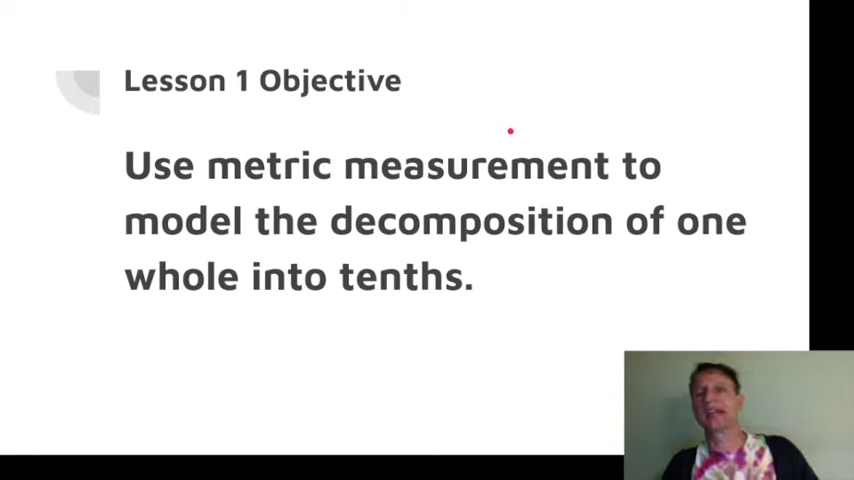 Lesson 1 Objective
Use metric measurement to
model the decomposition of one
whole into tenths.